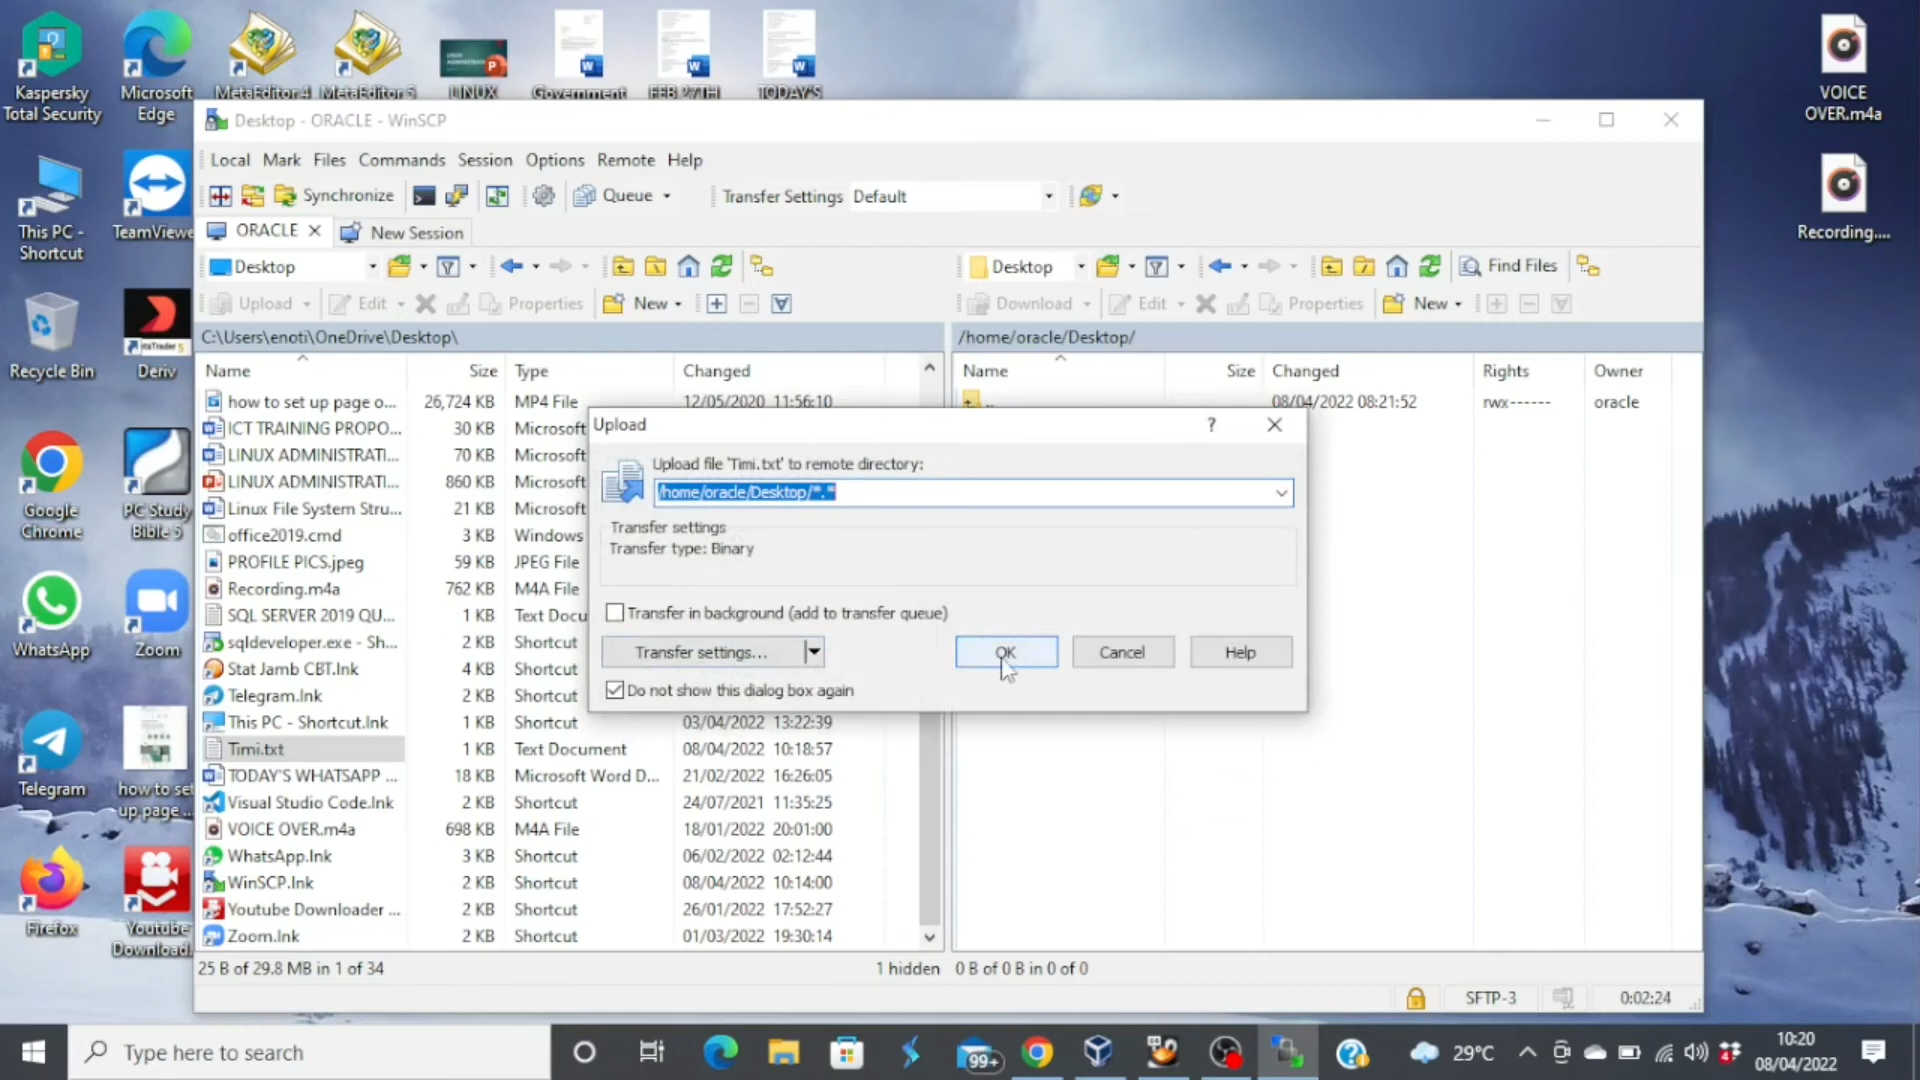 Kaspersky
Total Security
Microsoft
Edge
MetaEditor 4
MetaEditor 5
LINUX
Government
FEB 27TH
TODAY'S
VOICE
OVER.m4a
Recording....
This PC -
Shortcut
TeamViewe
Recycle Bin
Deriv
Google
Chrome
PC Study
Bible 5
WhatsApp
Zoom
Telegram
how to set
up page ...
Firefox
Youtube
Download
Desktop - ORACLE - WinSCP
Local Mark Files Commands Session Options Remote Help
Synchronize Queue Transfer Settings Default
ORACLE New Session
Desktop
Upload Edit Properties New
C:\Users\enoti\OneDrive\Desktop\
Name Size Type Changed
how to set up page o... 26,724 KB MP4 File 12/05/2020 11:56:10
ICT TRAINING PROPO... 30 KB Microsoft
LINUX ADMINISTRATI... 70 KB Microsoft
LINUX ADMINISTRATI... 860 KB Microsoft
Linux File System Stru... 21 KB Microsoft
office2019.cmd 3 KB Windows
PROFILE PICS.jpeg 59 KB JPEG File
Recording.m4a 762 KB M4A File
SQL SERVER 2019 QU... 1 KB Text Docu
sqldeveloper.exe - Sh... 2 KB Shortcut
Stat Jamb CBT.lnk 4 KB Shortcut
Telegram.lnk 2 KB Shortcut
This PC - Shortcut.lnk 1 KB Shortcut 03/04/2022 13:22:39
Timi.txt 1 KB Text Document 08/04/2022 10:18:57
TODAY'S WHATSAPP ... 18 KB Microsoft Word D... 21/02/2022 16:26:05
Visual Studio Code.lnk 2 KB Shortcut 24/07/2021 11:35:25
VOICE OVER.m4a 698 KB M4A File 18/01/2022 20:01:00
WhatsApp.lnk 3 KB Shortcut 06/02/2022 02:12:44
WinSCP.lnk 2 KB Shortcut 08/04/2022 10:14:00
Youtube Downloader ... 2 KB Shortcut 26/01/2022 17:52:27
Zoom.lnk 2 KB Shortcut 01/03/2022 19:30:14
25 B of 29.8 MB in 1 of 34 1 hidden
Desktop Find Files
Download Edit Properties New
/home/oracle/Desktop/
Name Size Changed Rights Owner
.. 08/04/2022 08:21:52 rwx------ oracle
0 B of 0 B in 0 of 0
SFTP-3 0:02:24
Upload ?
Upload file 'Timi.txt' to remote directory:
/home/oracle/Desktop/*.*
Transfer settings
Transfer type: Binary
Transfer in background (add to transfer queue)
Transfer settings... OK Cancel Help
Do not show this dialog box again
Type here to search
99+
29°C
10:20
08/04/2022